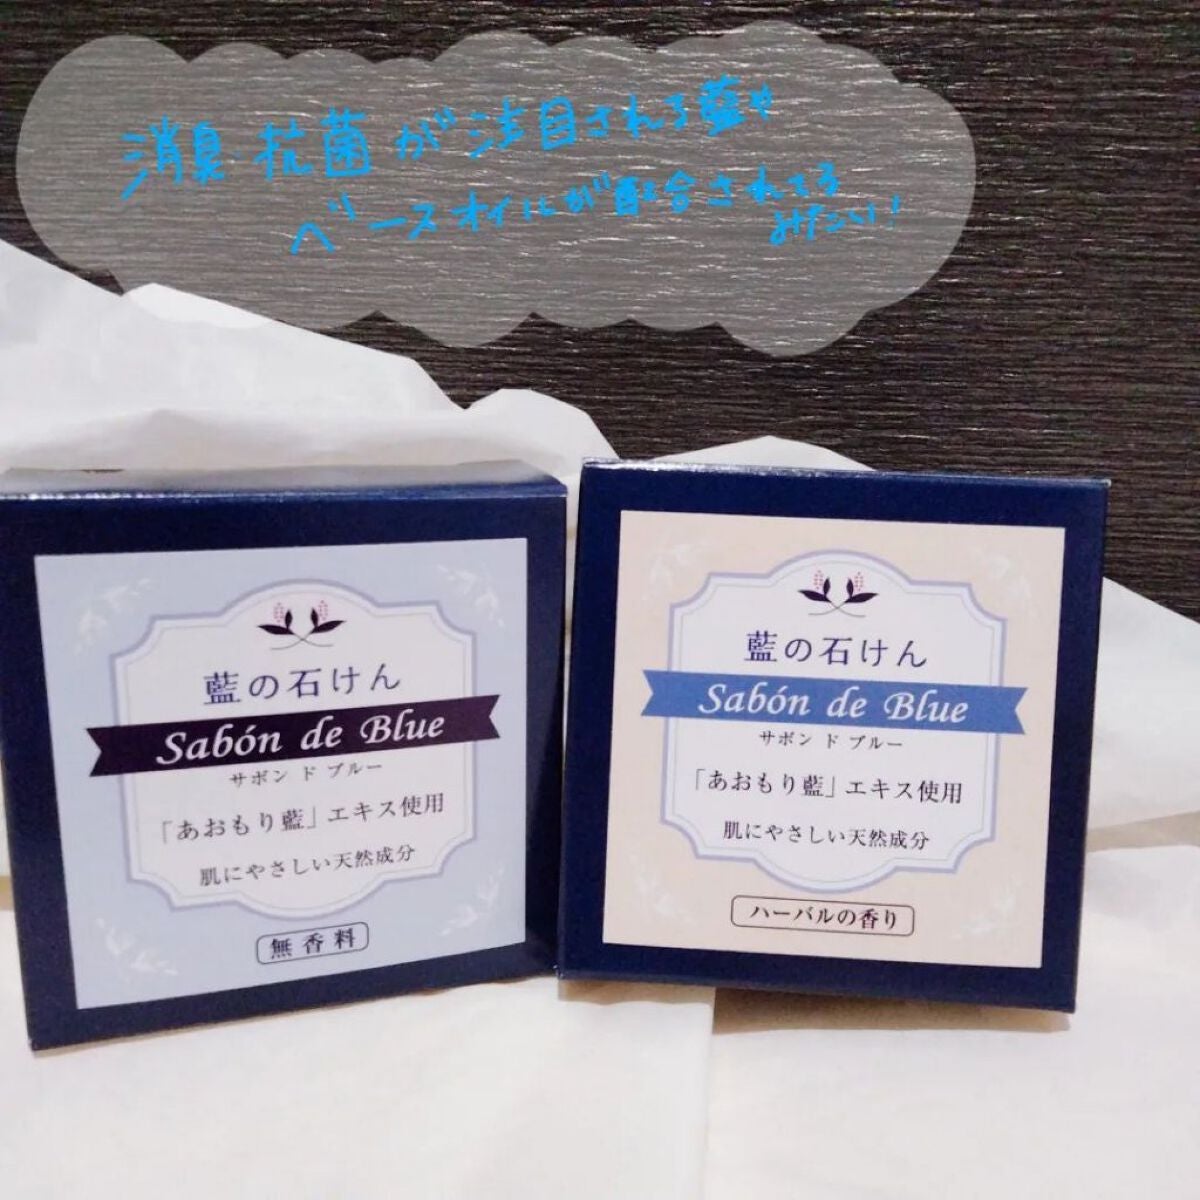 消臭・抗菌が注目される藍や
ベースオイルが配合されてる
みたい!
藍の石けん
Sabón de Blue
サボン ド ブルー
「あおもり藍」エキス使用
肌にやさしい天然成分
無香料
藍の石けん
Sabón de Blue
サボン ド ブルー
「あおもり藍」エキス使用
肌にやさしい天然成分
ハーバルの香り